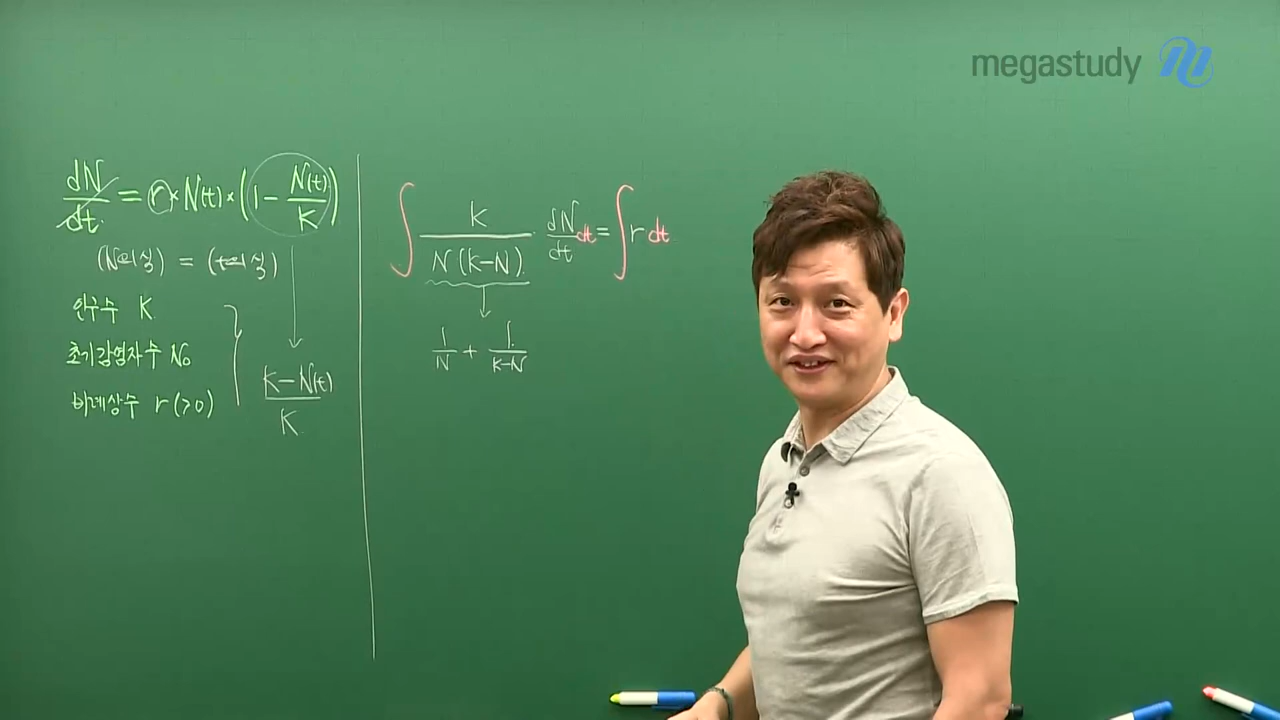 megastudy
dN/dt = r × N(t) × (1 − N(t)/K)
(N의식) = (t의식)
인구수 K
초기감염자수 N₀
비례상수 r (>0)
K−N(t)/K
∫ K/N(K−N) dN/dt dt = ∫ r dt
1/N + 1/K−N